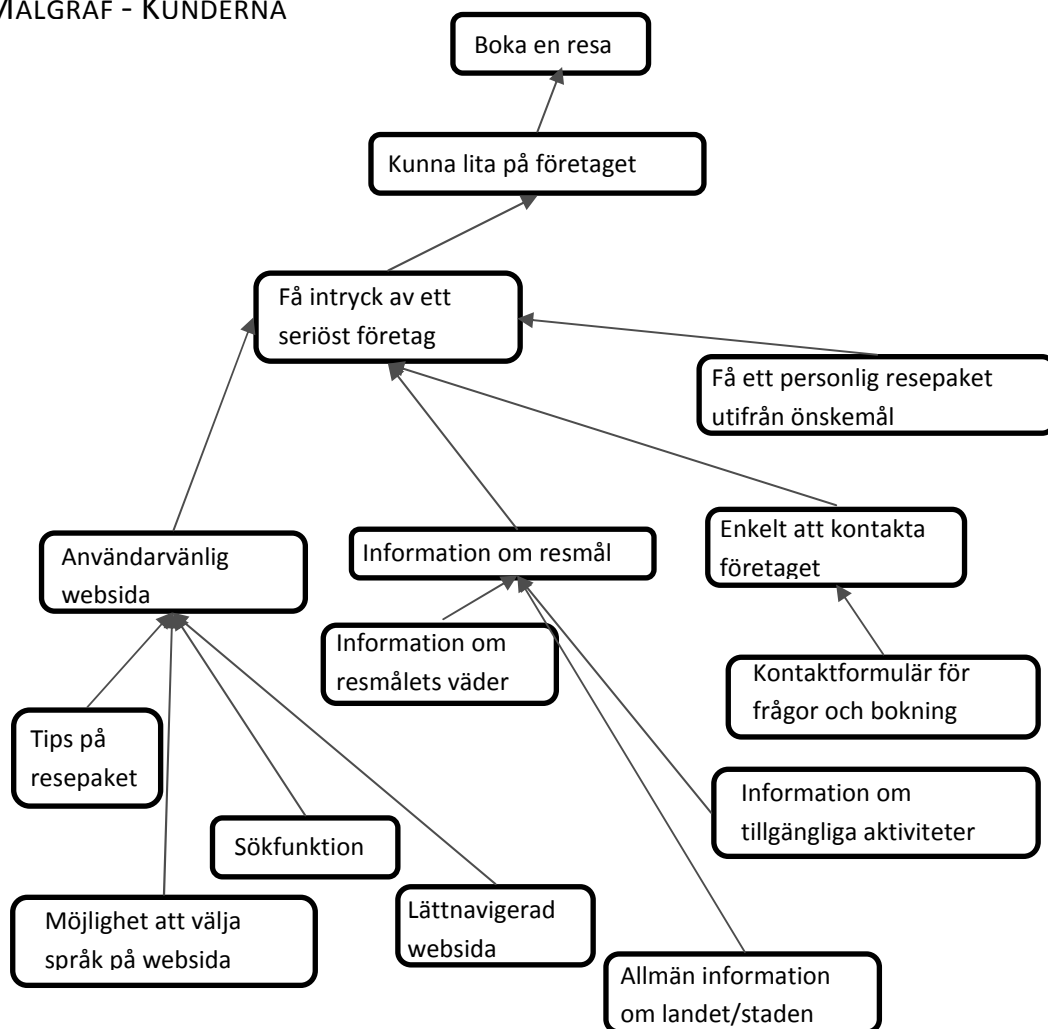 MÅLGRAF - KUNDERNA
Boka en resa
Kunna lita på företaget
Få intryck av ett
seriöst företag
Få ett personlig resepaket
utifrån önskemål
Användarvänlig
websida
Information om resmål
Enkelt att kontakta
företaget
Information om
resmålets väder
Kontaktformulär för
frågor och bokning
Tips på
resepaket
Information om
tillgängliga aktiviteter
Sökfunktion
Möjlighet att välja
språk på websida
Lättnavigerad
websida
Allmän information
om landet/staden